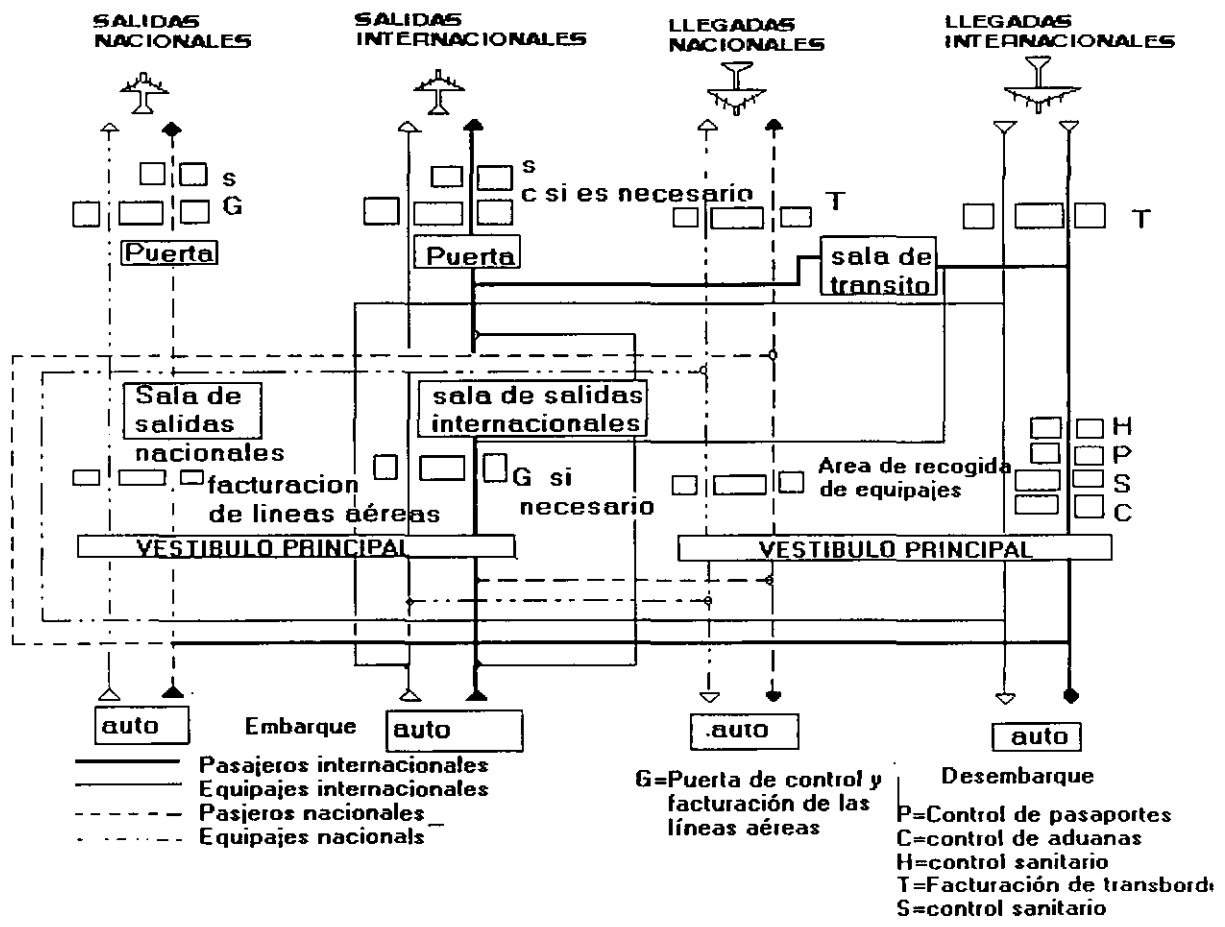 SALIDAS
NACIONALES
SALIDAS
INTERNACIONALES
LLEGADAS
NACIONALES
LLEGADAS
INTERNACIONALES
s
G
Puerta
s
c si es necesario
Puerta
T
T
sala de
transito
Sala de
salidas
nacionales
sala de salidas
internacionales
facturacion
de lineas aéreas
G si
necesario
Area de recogida
de equipajes
H
P
S
C
VESTIBULO PRINCIPAL
VESTIBULO PRINCIPAL
auto
Embarque
auto
.auto
auto
Pasajeros internacionales
Equipajes internacionales
Pasjeros nacionales
Equipajes nacionals
G=Puerta de control y
facturación de las
líneas aéreas
Desembarque
P=Control de pasaportes
C=control de aduanas
H=control sanitario
T=Facturación de transbord
S=control sanitario